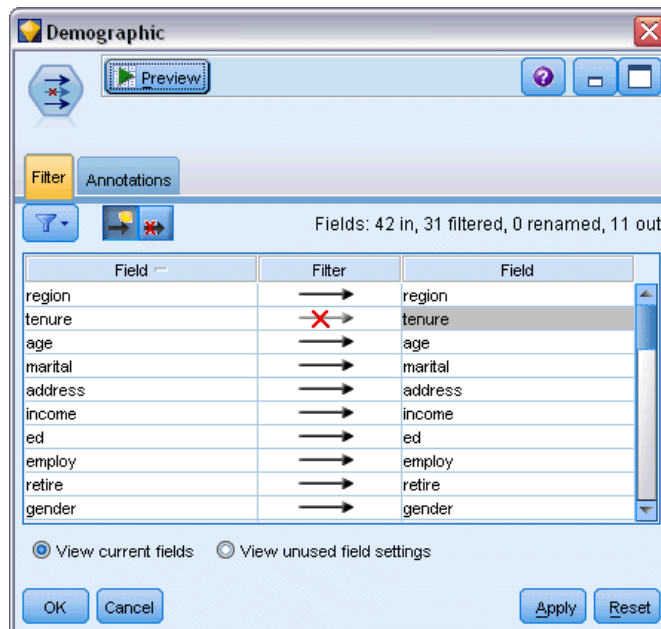 Demographic
Preview
Filter
Annotations
Fields: 42 in, 31 filtered, 0 renamed, 11 out
Field Filter Field
region region
tenure tenure
age age
marital marital
address address
income income
ed ed
employ employ
retire retire
gender gender
View current fields View unused field settings
OK Cancel Apply Reset